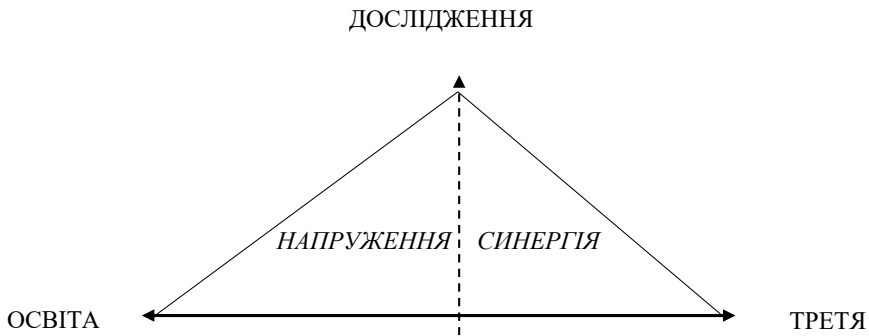 ДОСЛІДЖЕННЯ
НАПРУЖЕННЯ СИНЕРГІЯ
ОСВІТА ТРЕТЯ